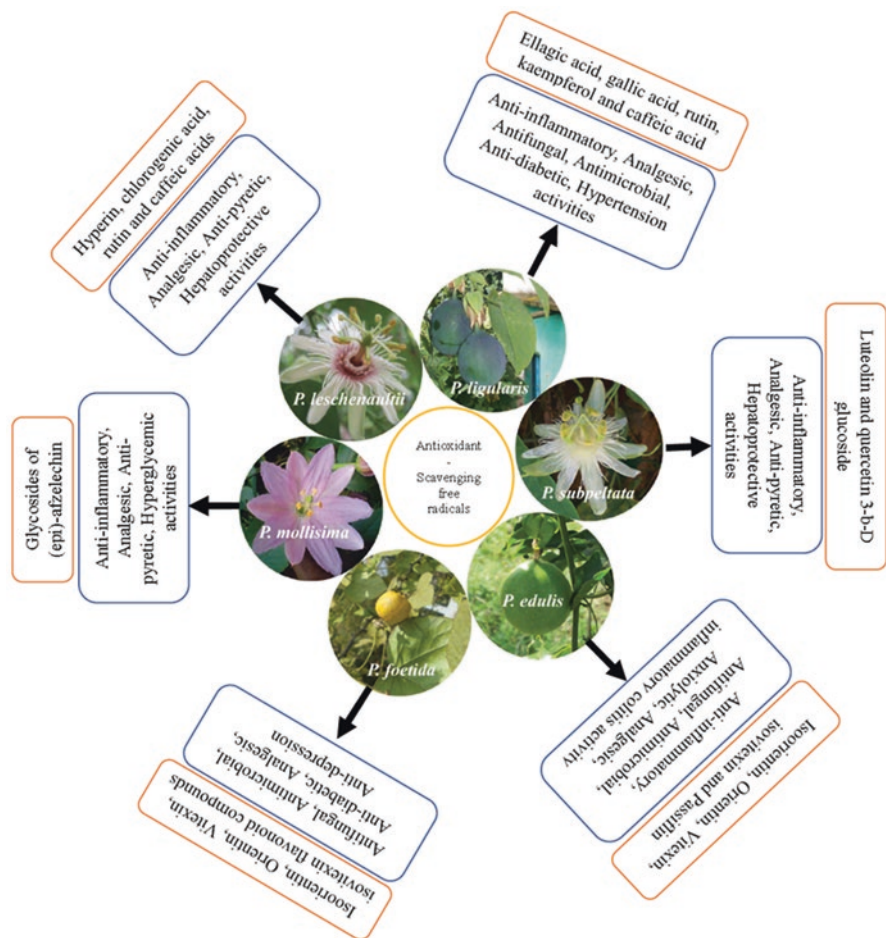 Ellagic acid, gallic acid, rutin,
kaempferol and caffeic acid
Anti-inflammatory, Analgesic,
Antifungal, Antimicrobial,
Anti-diabetic, Hypertension
activities
Hyperin, chlorogenic acid,
rutin and caffeic acids
Anti-inflammatory,
Analgesic, Anti-pyretic,
Hepatoprotective
activities
P. leschenaultii
P. ligularis
Luteolin and quercetin 3-b-D
glucoside
Anti-inflammatory,
Analgesic, Anti-pyretic,
Hepatoprotective
activities
P. subpeltata
Antioxidant
-
Scavenging
free
radicals
Glycosides of
(epi)-afzelechin
Anti-inflammatory,
Analgesic, Anti-
pyretic, Hyperglycemic
activities
P. mollisima
P. edulis
P. foetida
Anti-inflammatory
Antifungal, Antimicrobial,
Anxiolytic, Analgesic,
inflammatory colitis activity
Isoorientin, Orientin, Vitexin,
isovitexin and Passiflin
Antifungal, Antimicrobial,
Anti-diabetic, Analgesic,
Anti-depression
Isoorientin, Orientin, Vitexin,
isovitexin flavonoid compounds